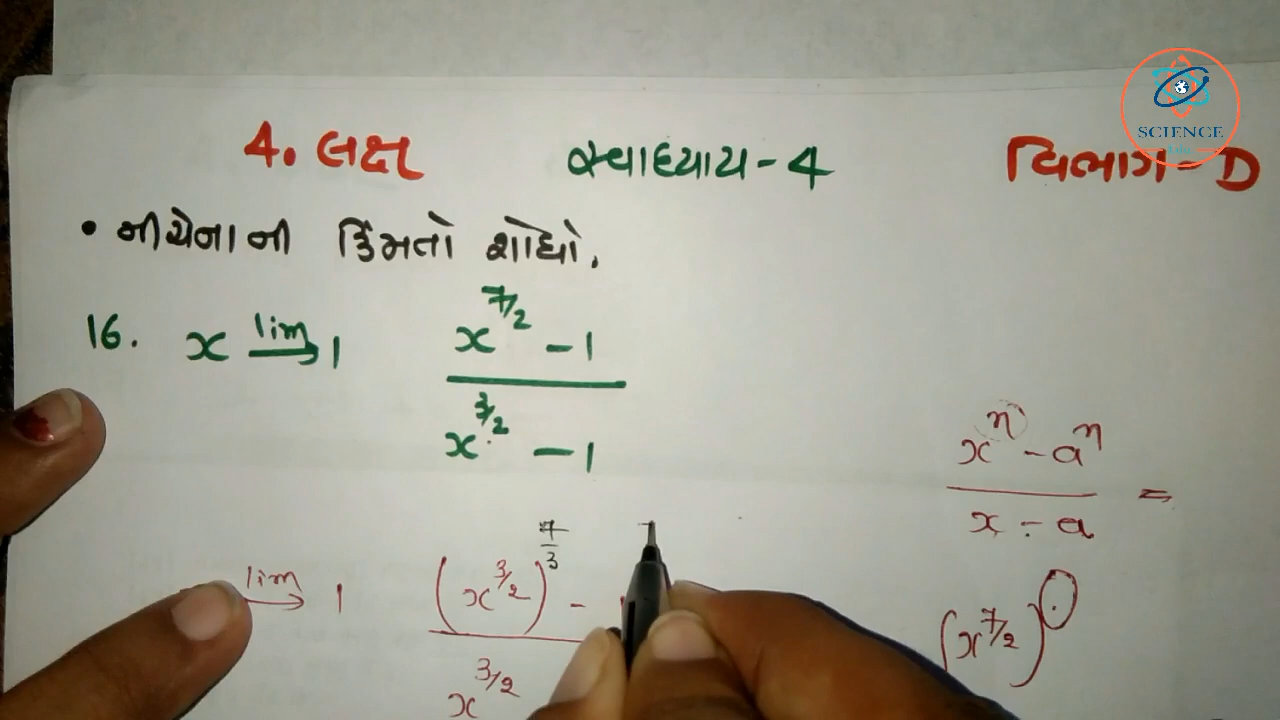 4. લક્ષ સ્વાધ્યાય-4 વિભાગ-D
SCIENCE
• નીચેનાની કિંમતો શોધો.
16. x lim→ 1 x^7/2 - 1 / x^3/2 - 1
x^n - a^n / x - a =
lim→ 1 (x^3/2)^7/3 - / x^3/2
(x^7/2)